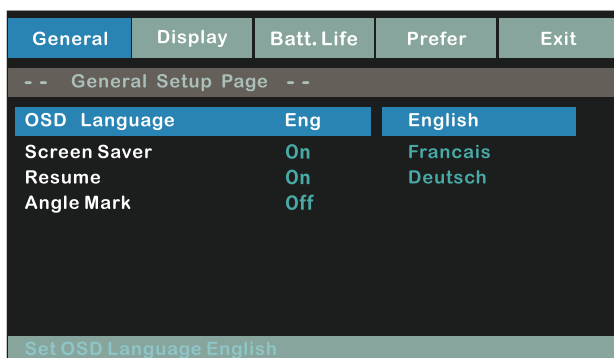 General Display Batt. Life Prefer Exit
- - General Setup Page - -
OSD Language Eng English
Screen Saver On Francais
Resume On Deutsch
Angle Mark Off
Set OSD Language English